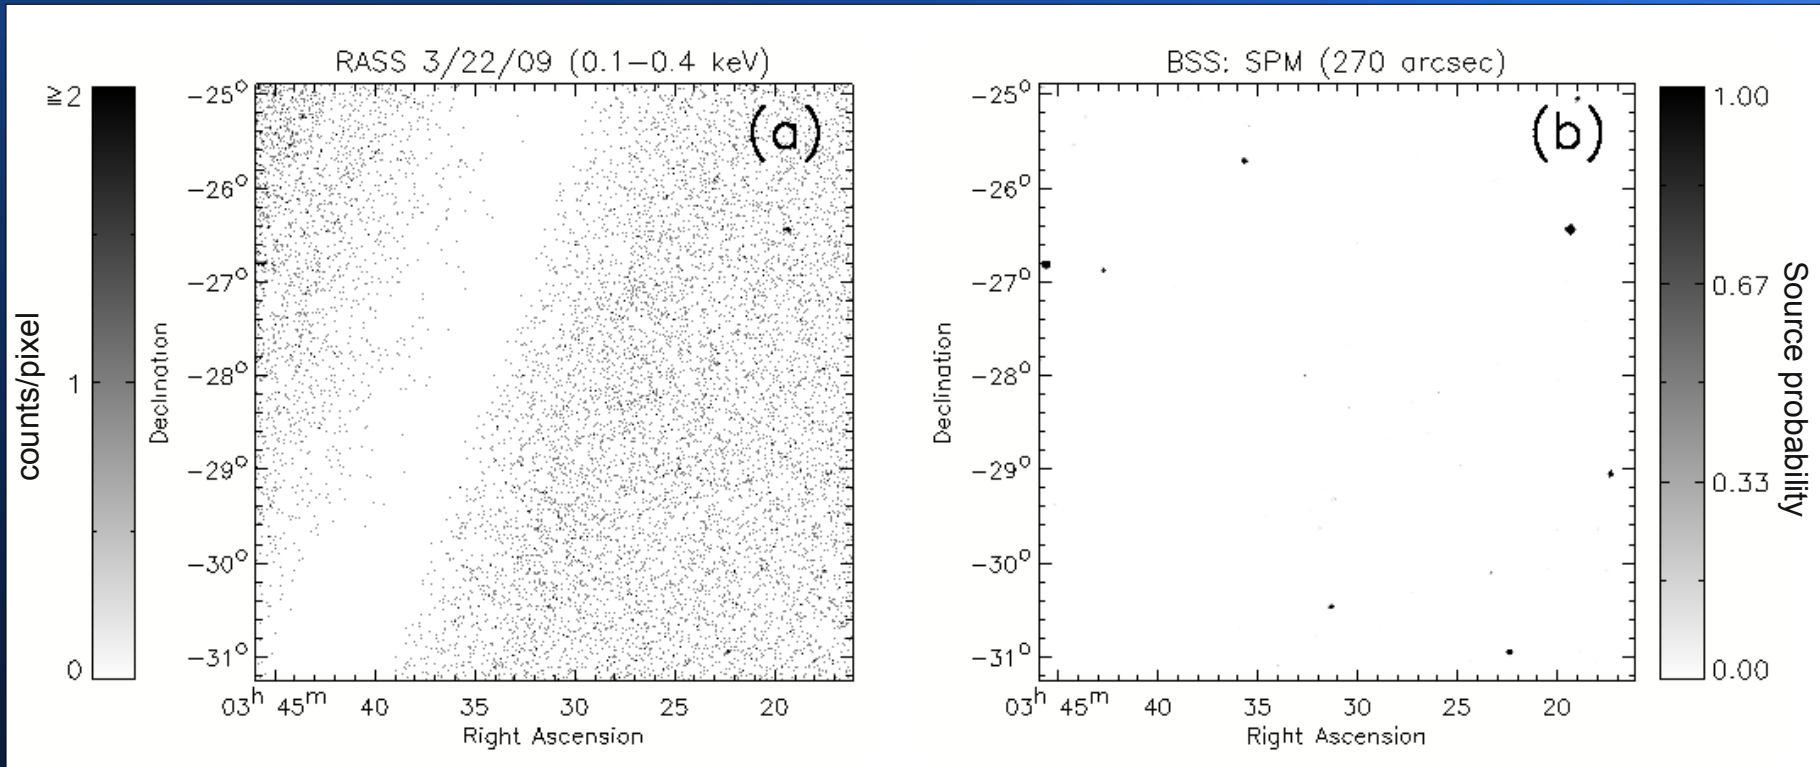 RASS 3/22/09 (0.1−0.4 keV)
(a)
≥2
1
0
counts/pixel
−25°
−26°
−27°
−28°
−29°
−30°
−31°
Declination
03ʰ 45ᵐ 40 35 30 25 20
Right Ascension
BSS: SPM (270 arcsec)
(b)
−25°
−26°
−27°
−28°
−29°
−30°
−31°
Declination
03ʰ 45ᵐ 40 35 30 25 20
Right Ascension
1.00
0.67
0.33
0.00
Source probability